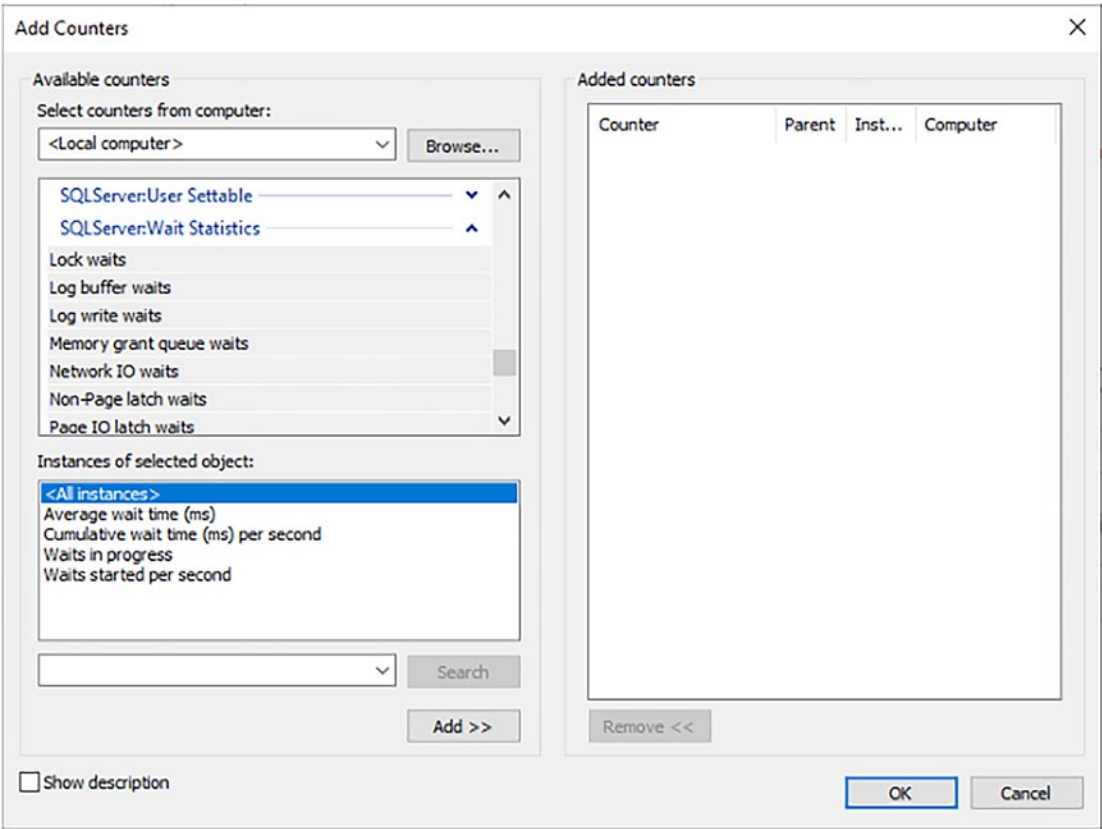 Add Counters
Available counters
Select counters from computer:
<Local computer>
Browse...
SQLServer:User Settable
SQLServer:Wait Statistics
Lock waits
Log buffer waits
Log write waits
Memory grant queue waits
Network IO waits
Non-Page latch waits
Page IO latch waits
Instances of selected object:
<All instances>
Average wait time (ms)
Cumulative wait time (ms) per second
Waits in progress
Waits started per second
Search
Add >>
Show description
Added counters
Counter Parent Inst... Computer
Remove <<
OK Cancel